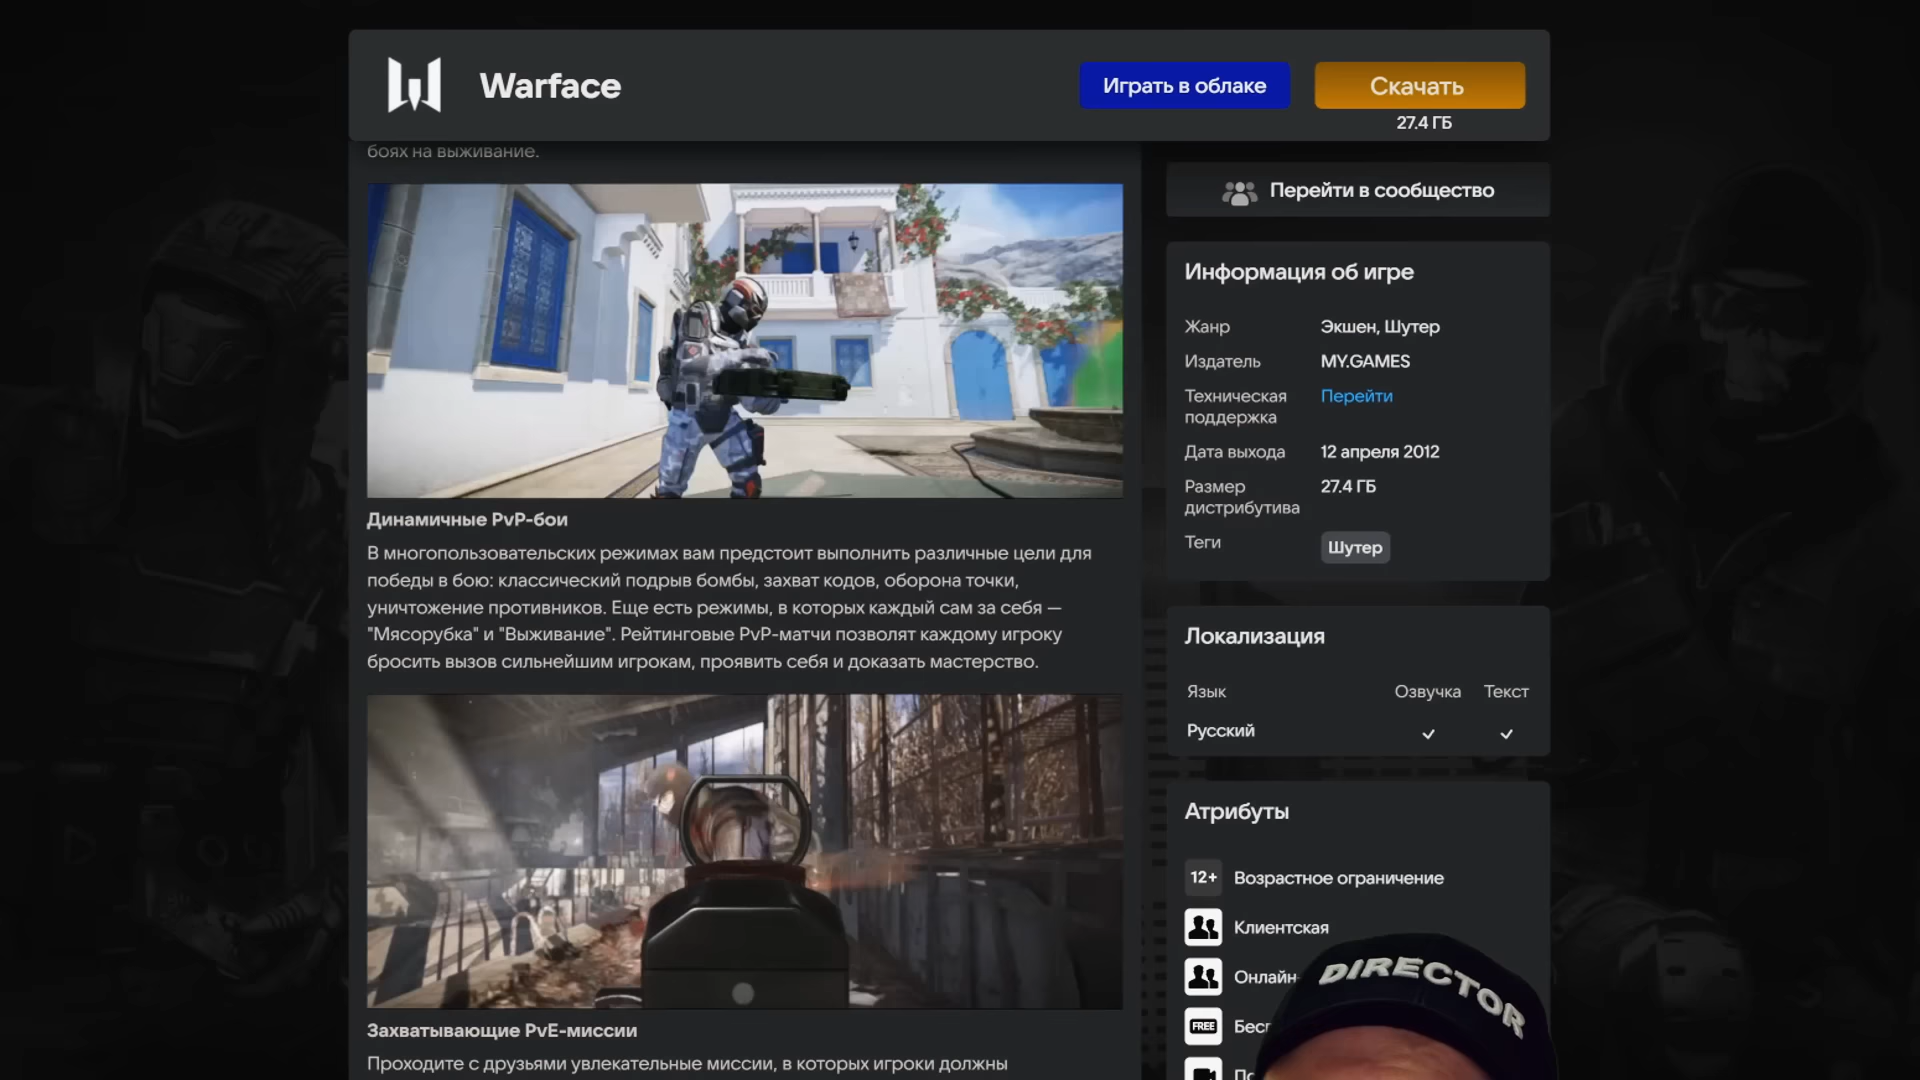 Warface
Играть в облаке
Скачать
27.4 ГБ
боях на выживание.
Динамичные PvP-бои
В многопользовательских режимах вам предстоит выполнить различные цели для
победы в бою: классический подрыв бомбы, захват кодов, оборона точки,
уничтожение противников. Еще есть режимы, в которых каждый сам за себя —
"Мясорубка" и "Выживание". Рейтинговые PvP-матчи позволят каждому игроку
бросить вызов сильнейшим игрокам, проявить себя и доказать мастерство.
Захватывающие PvE-миссии
Проходите с друзьями увлекательные миссии, в которых игроки должны
Перейти в сообщество
Информация об игре
Жанр Экшен, Шутер
Издатель MY.GAMES
Техническая Перейти
поддержка
Дата выхода 12 апреля 2012
Размер 27.4 ГБ
дистрибутива
Теги Шутер
Локализация
Язык Озвучка Текст
Русский
Атрибуты
12+ Возрастное ограничение
Клиентская
Онлайн-
FREE
DIRECTOR